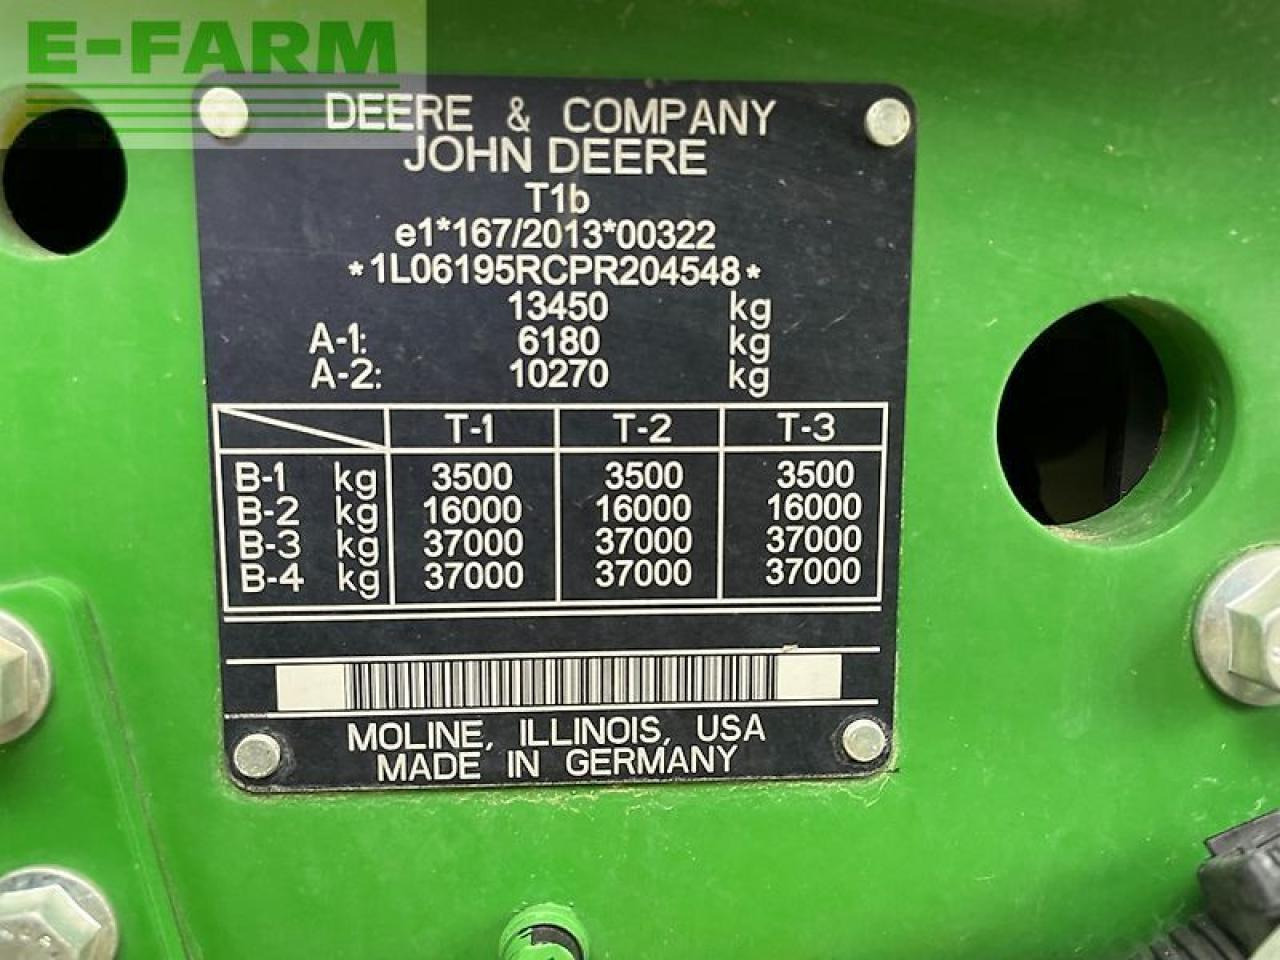 E-FARM
DEERE & COMPANY
JOHN DEERE
T1b
e1*167/2013*00322
*1L06195RCPR204548*
13450 kg
A-1: 6180 kg
A-2: 10270 kg
T-1 T-2 T-3
B-1 kg 3500 3500 3500
B-2 kg 16000 16000 16000
B-3 kg 37000 37000 37000
B-4 kg 37000 37000 37000
MOLINE, ILLINOIS, USA
MADE IN GERMANY